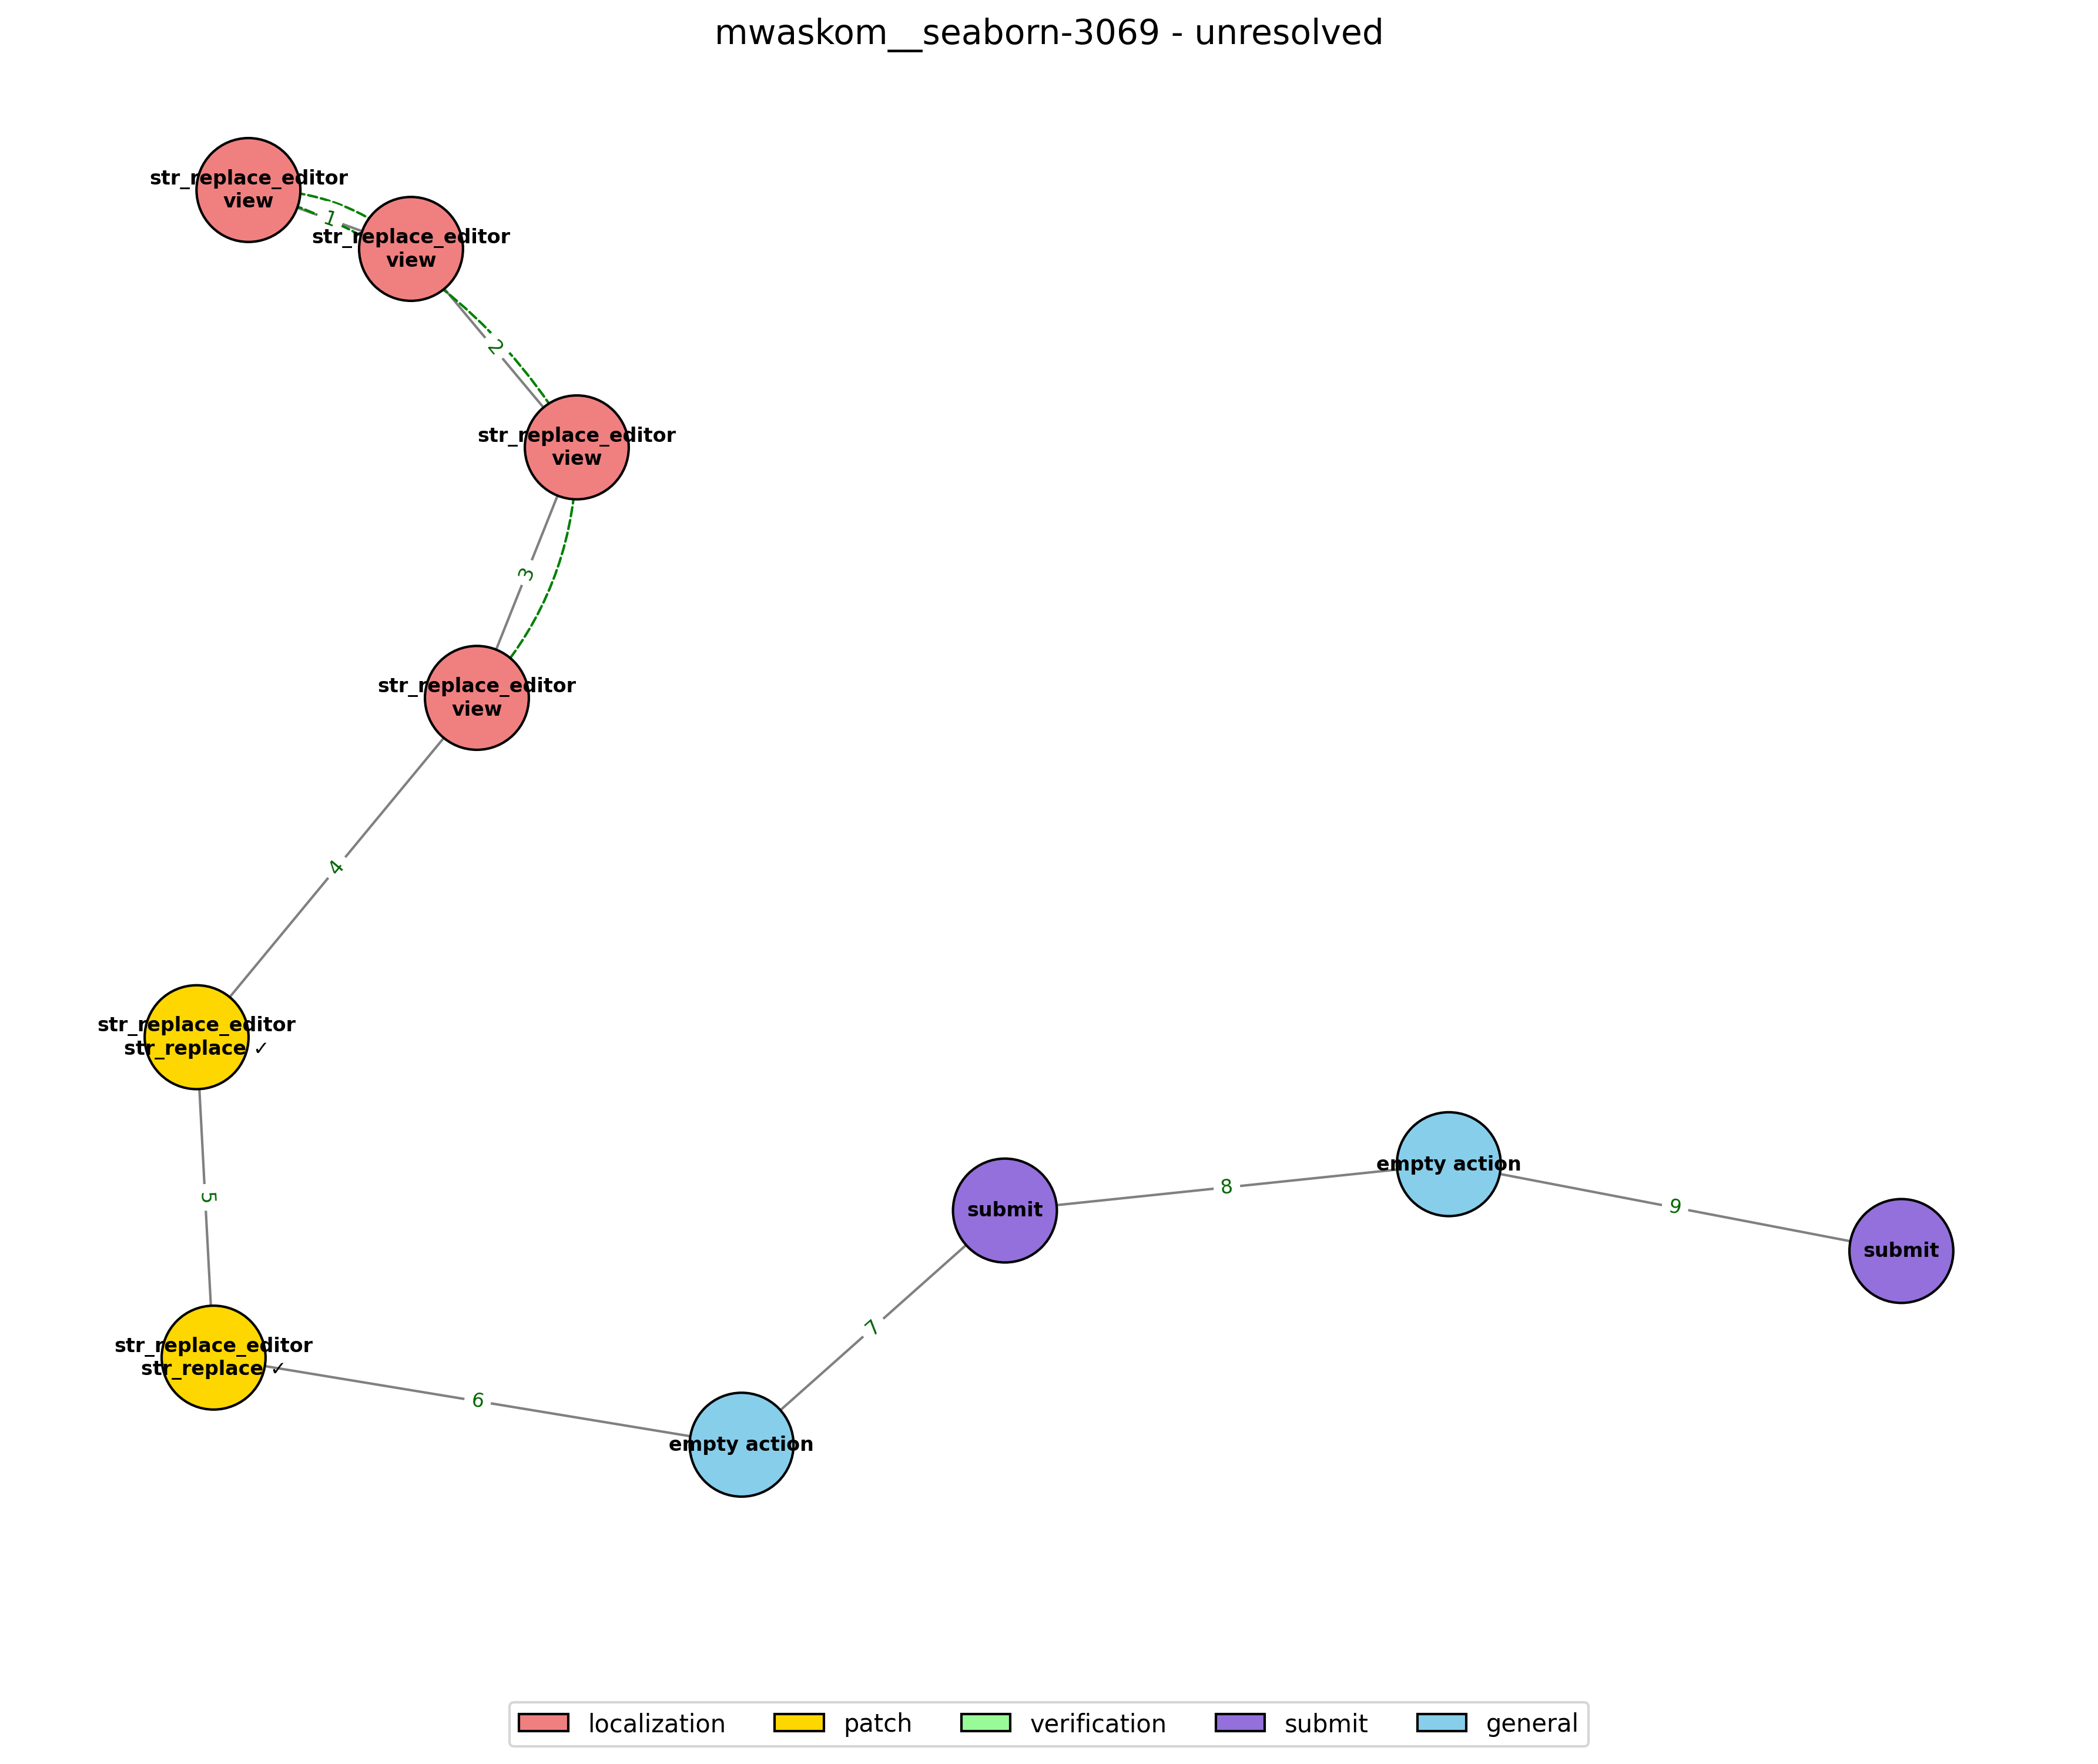 mwaskom__seaborn-3069 - unresolved
str_replace_editor
view
1
str_replace_editor
view
2
str_replace_editor
view
3
str_replace_editor
view
4
str_replace_editor
str_replace ✓
5
str_replace_editor
str_replace ✓
6
empty action
7
submit
8
empty action
9
submit
localization
patch
verification
submit
general